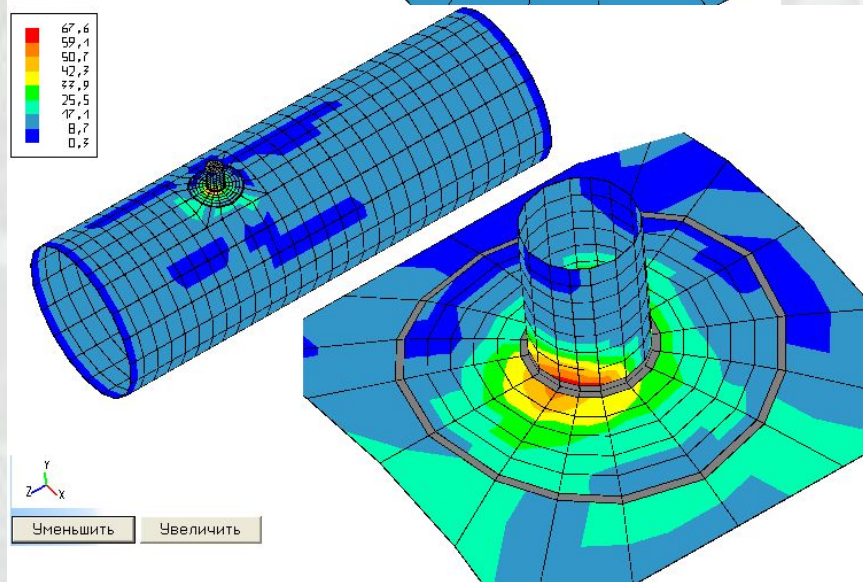 67,6
59,1
50,7
42,3
33,9
25,5
17,1
8,7
0,3
Y
Z
X
Уменьшить
Увеличить